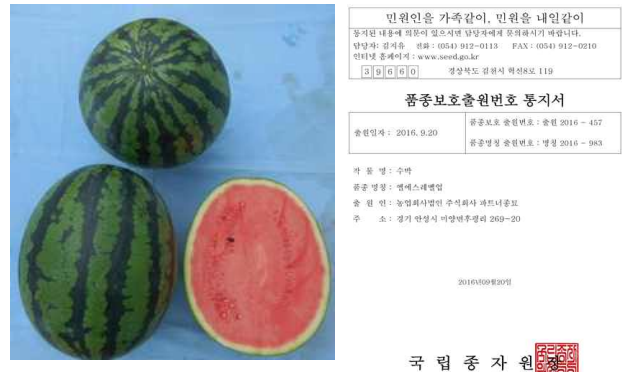 민원인을 가족같이, 민원을 내일같이
통지된 내용에 의문이 있으시면 담당자에게 문의하시기 바랍니다.
담당자: 김지유 전화 : (054) 912-0113 FAX : (054) 912-0210
인터넷 홈페이지 : www.seed.go.kr
39660 경상북도 김천시 혁신8로 119
품종보호출원번호 통지서
출원일자 : 2016. 9.20
품종보호 출원번호 : 출원 2016 - 457
품종명칭 출원번호 : 명칭 2016 - 983
작 물 명 : 수박
품종 명칭 : 엠에스레벨업
출 원 인 : 농업회사법인 주식회사 파트너종묘
주 소 : 경기 안성시 미양면후평리 269-20
2016년09월20일
국 립 종 자 원 장